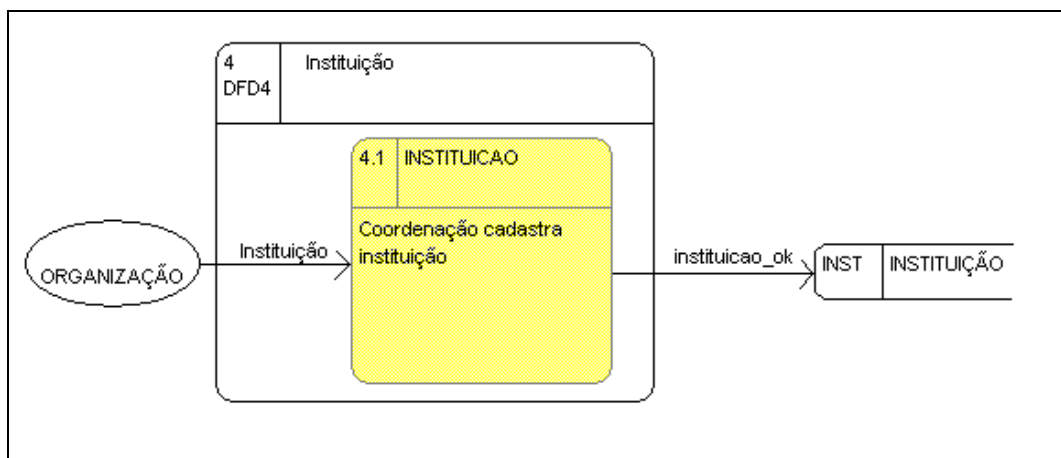 4
DFD4
Instituição
4.1 INSTITUICAO
Coordenação cadastra
instituição
ORGANIZAÇÃO
Instituição
instituicao_ok
INST INSTITUIÇÃO